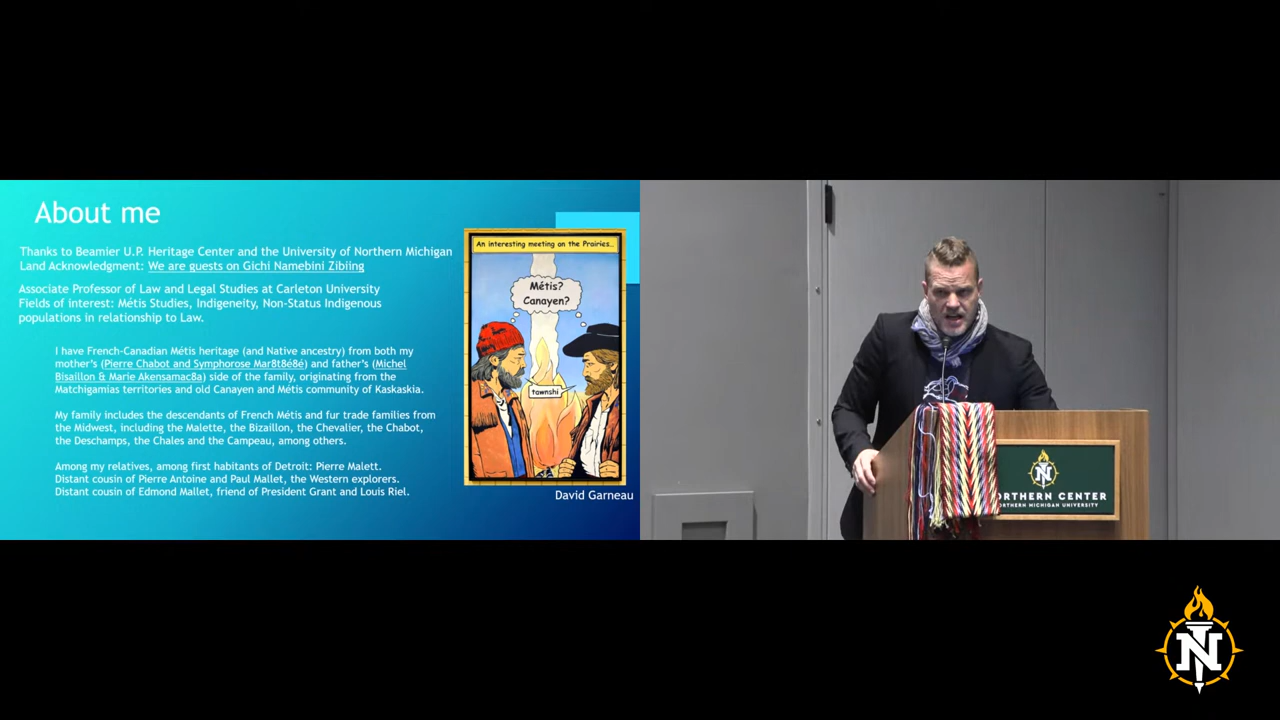 About me
Thanks to Beamier U.P. Heritage Center and the University of Northern Michigan
Land Acknowledgment: We are guests on Gichi Namebini Zibiing
Associate Professor of Law and Legal Studies at Carleton University
Fields of interest: Métis Studies, Indigeneity, Non-Status Indigenous
populations in relationship to Law.
I have French-Canadian Métis heritage (and Native ancestry) from both my
mother's (Pierre Chabot and Symphorose Mar8t8é8é) and father's (Michel
Bisaillon & Marie Akensamac8a) side of the family, originating from the
Matchigamias territories and old Canayen and Métis community of Kaskaskia.
My family includes the descendants of French Métis and fur trade families from
the Midwest, including the Malette, the Bizaillon, the Chevalier, the Chabot,
the Deschamps, the Chales and the Campeau, among others.
Among my relatives, among first habitants of Detroit: Pierre Malett.
Distant cousin of Pierre Antoine and Paul Mallet, the Western explorers.
Distant cousin of Edmond Mallet, friend of President Grant and Louis Riel.
An interesting meeting on the Prairies...
Métis?
Canayen?
tawnshi
David Garneau
N
ORTHERN CENTER
ORTHERN MICHIGAN UNIVERSITY
N